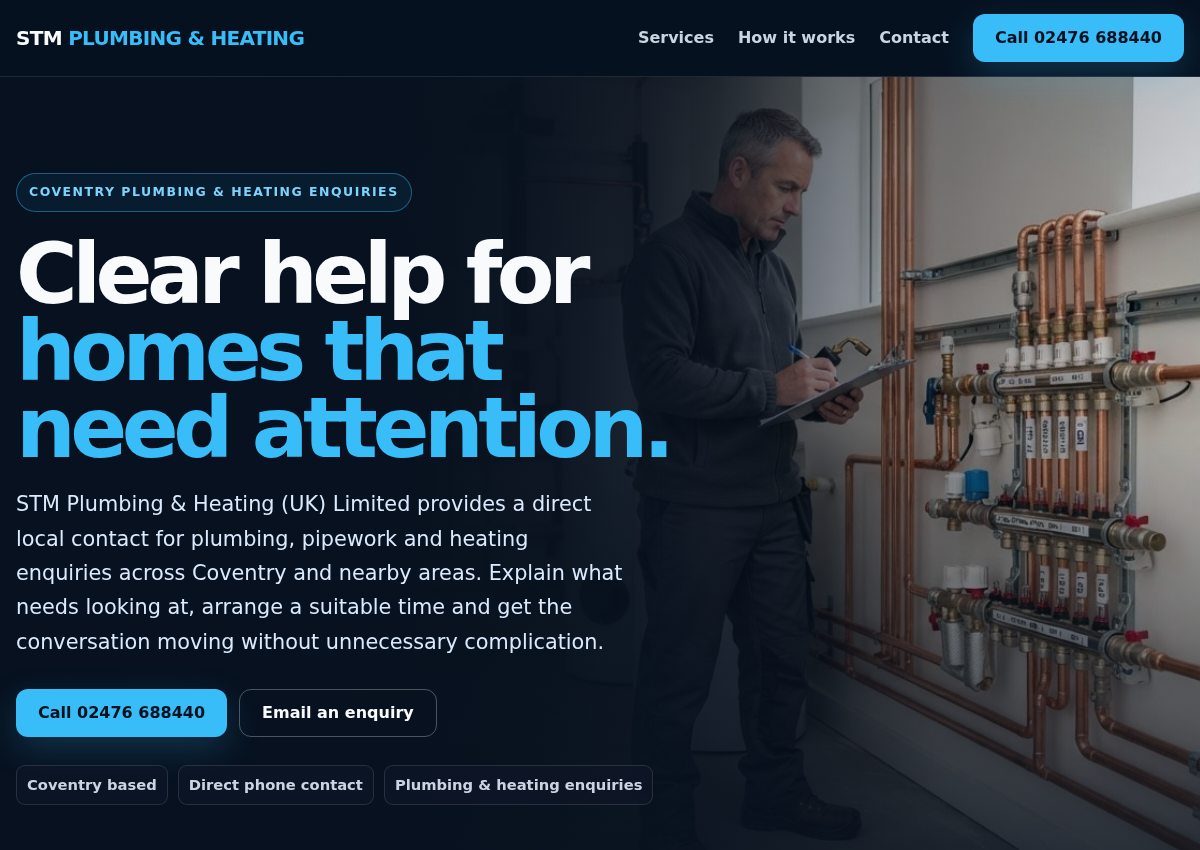 STM PLUMBING & HEATING
Services
How it works
Contact
Call 02476 688440
COVENTRY PLUMBING & HEATING ENQUIRIES
Clear help for
homes that
need attention.
STM Plumbing & Heating (UK) Limited provides a direct
local contact for plumbing, pipework and heating
enquiries across Coventry and nearby areas. Explain what
needs looking at, arrange a suitable time and get the
conversation moving without unnecessary complication.
Call 02476 688440
Email an enquiry
Coventry based
Direct phone contact
Plumbing & heating enquiries